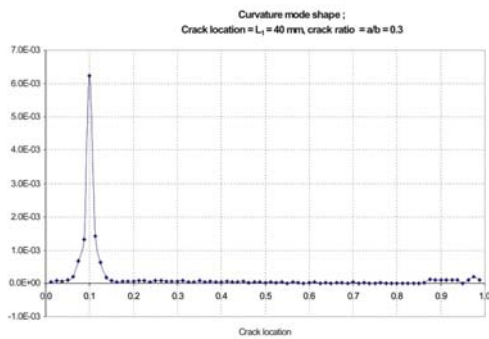 Curvature mode shape ;
Crack location = L₁ = 40 mm, crack ratio = a/b = 0.3
7.0E-03
6.0E-03
5.0E-03
4.0E-03
3.0E-03
2.0E-03
1.0E-03
0.0E+00
-1.0E-03
0.0 0.1 0.2 0.3 0.4 0.5 0.6 0.7 0.8 0.9 1.0
Crack location